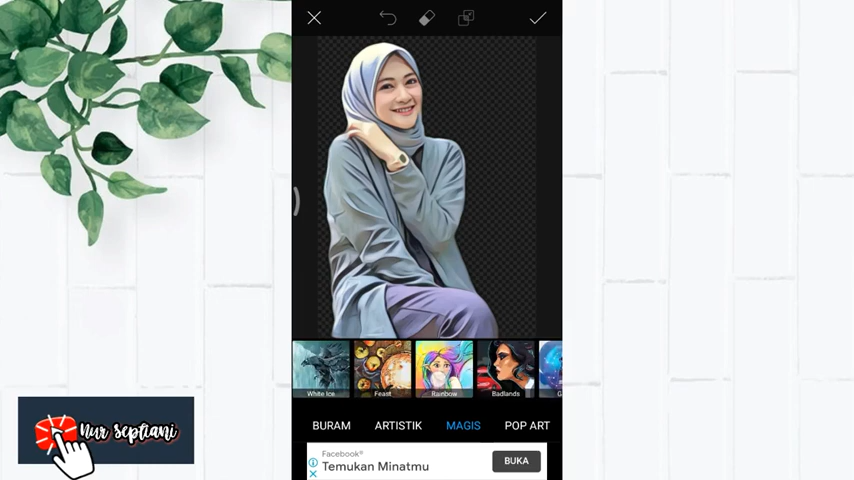 White Ice
Feast
Rainbow
Badlands
BURAM
ARTISTIK
MAGIS
POP ART
Nur Septiani
Facebook®
Temukan Minatmu
BUKA